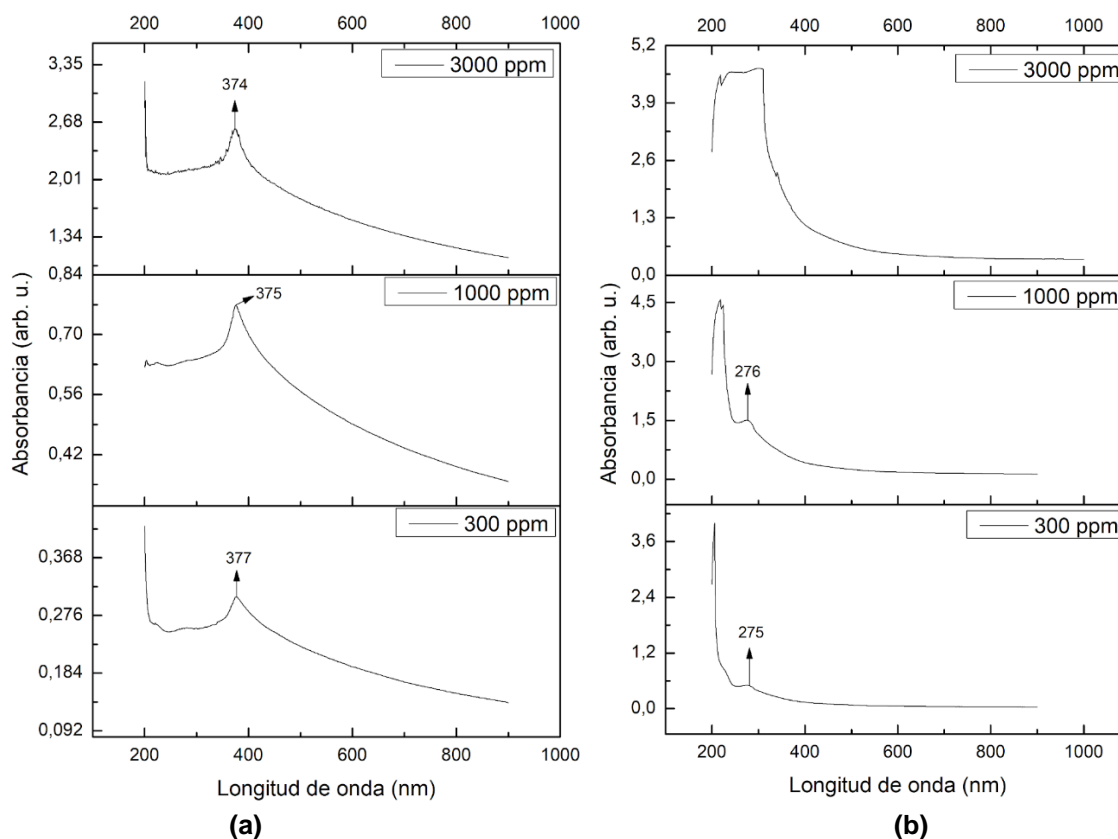 200 400 600 800 1000
3000 ppm
374
3,35
2,68
2,01
1,34
0,84
1000 ppm
375
0,70
0,56
0,42
300 ppm
377
0,368
0,276
0,184
0,092
200 400 600 800 1000
Absorbancia (arb. u.)
Longitud de onda (nm)
(a)
200 400 600 800 1000
3000 ppm
5,2
3,9
2,6
1,3
0,0
1000 ppm
276
4,5
3,0
1,5
0,0
300 ppm
275
3,6
2,4
1,2
0,0
200 400 600 800 1000
Absorbancia (arb. u.)
Longitud de onda (nm)
(b)